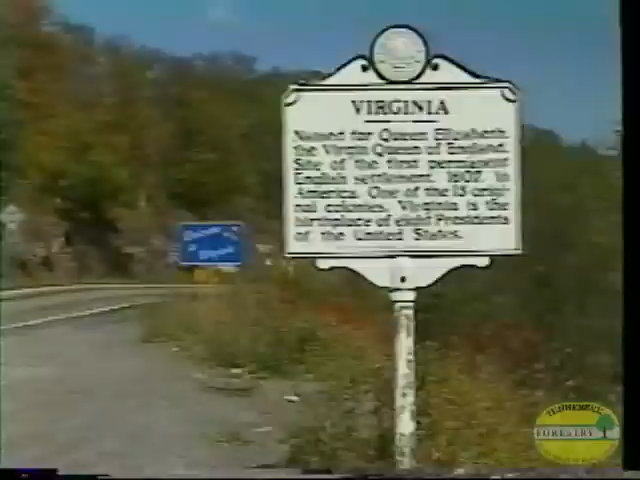 VIRGINIA
Named for Queen Elizabeth,
the Virgin Queen of England.
Site of the first permanent
English settlement, 1607, in
America. One of the 13 origi-
nal colonies. Virginia is the
birthplace of eight Presidents
of the United States.
TENNESSEE
FORESTRY